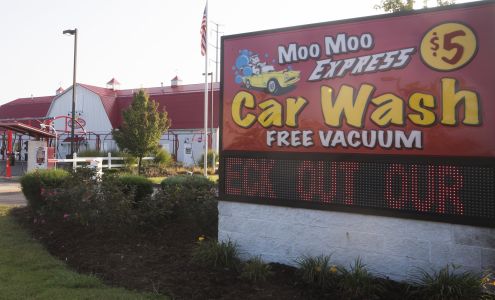 Moo Moo
EXPRESS
$5
Car Wash
FREE VACUUM
OUT OUR